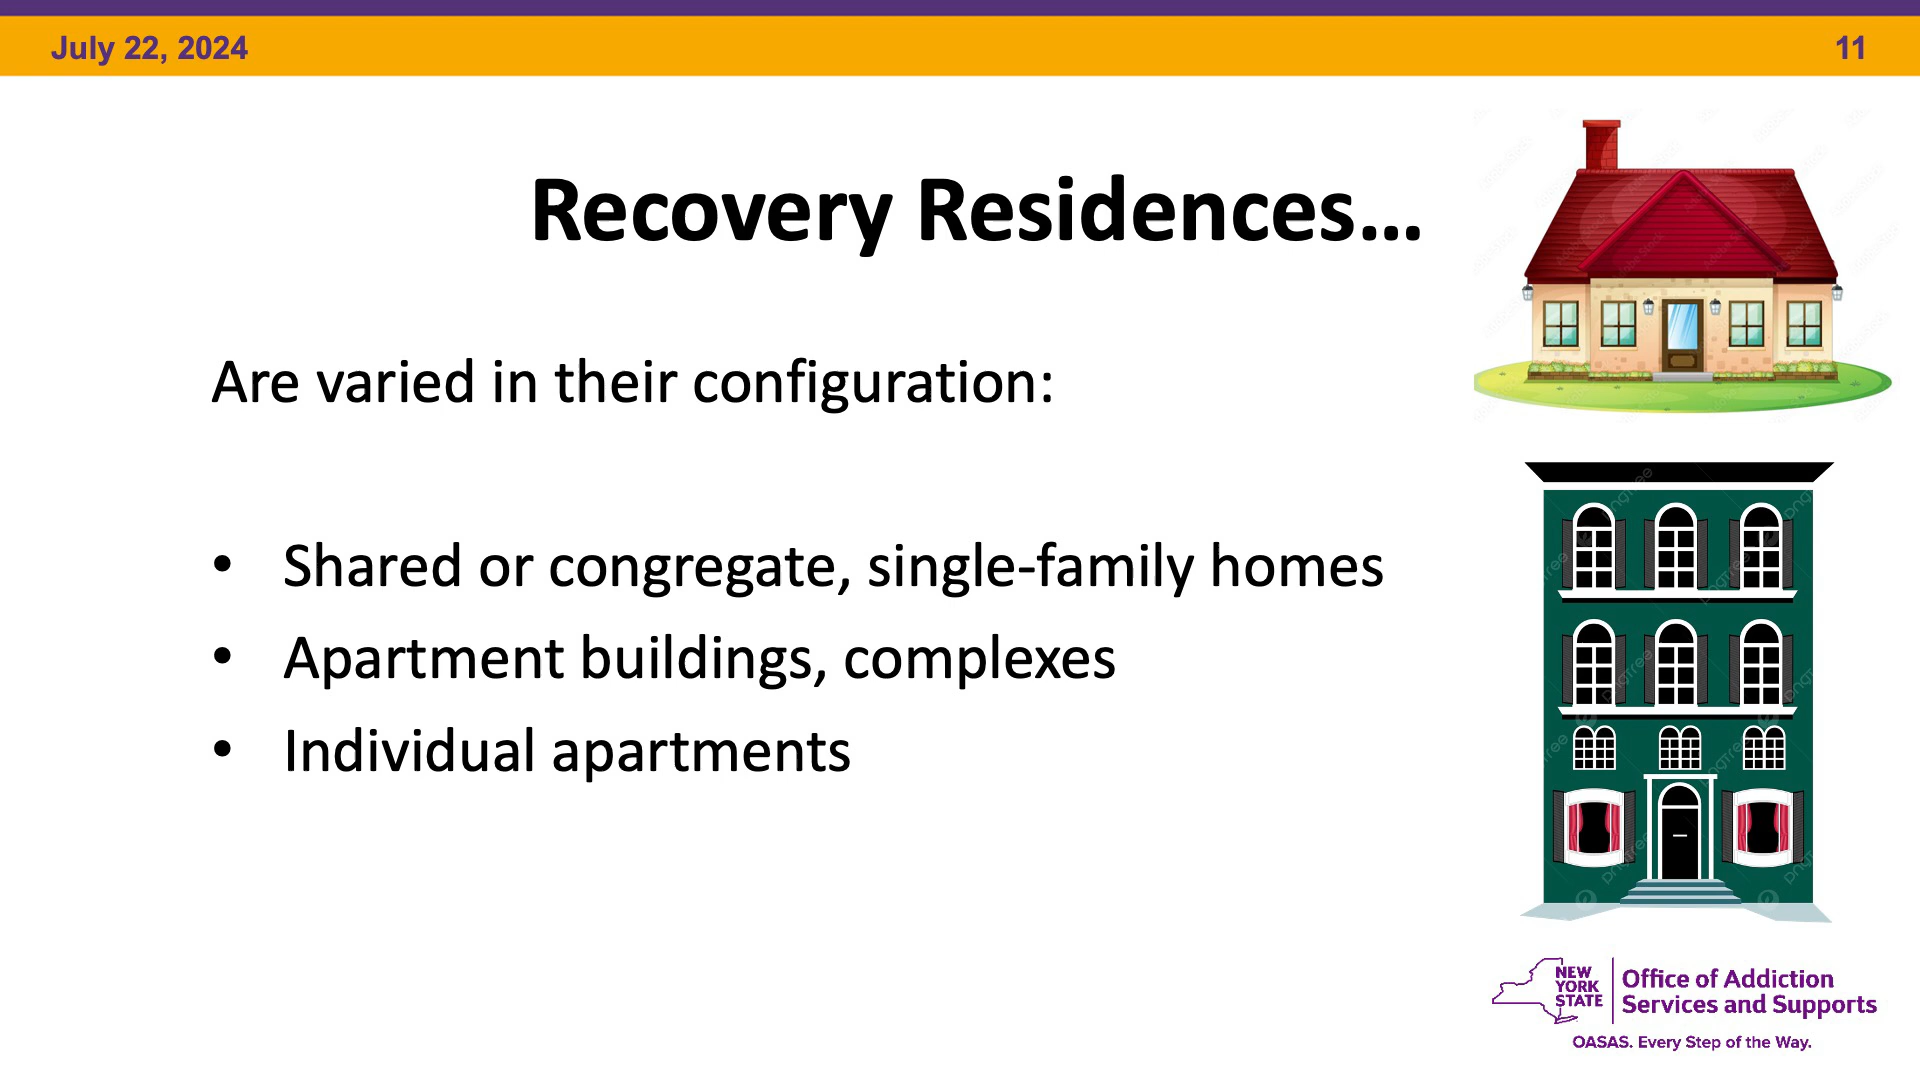 July 22, 2024
11
Recovery Residences...
Are varied in their configuration:
• Shared or congregate, single-family homes
• Apartment buildings, complexes
• Individual apartments
NEW
YORK
STATE
Office of Addiction
Services and Supports
OASAS. Every Step of the Way.